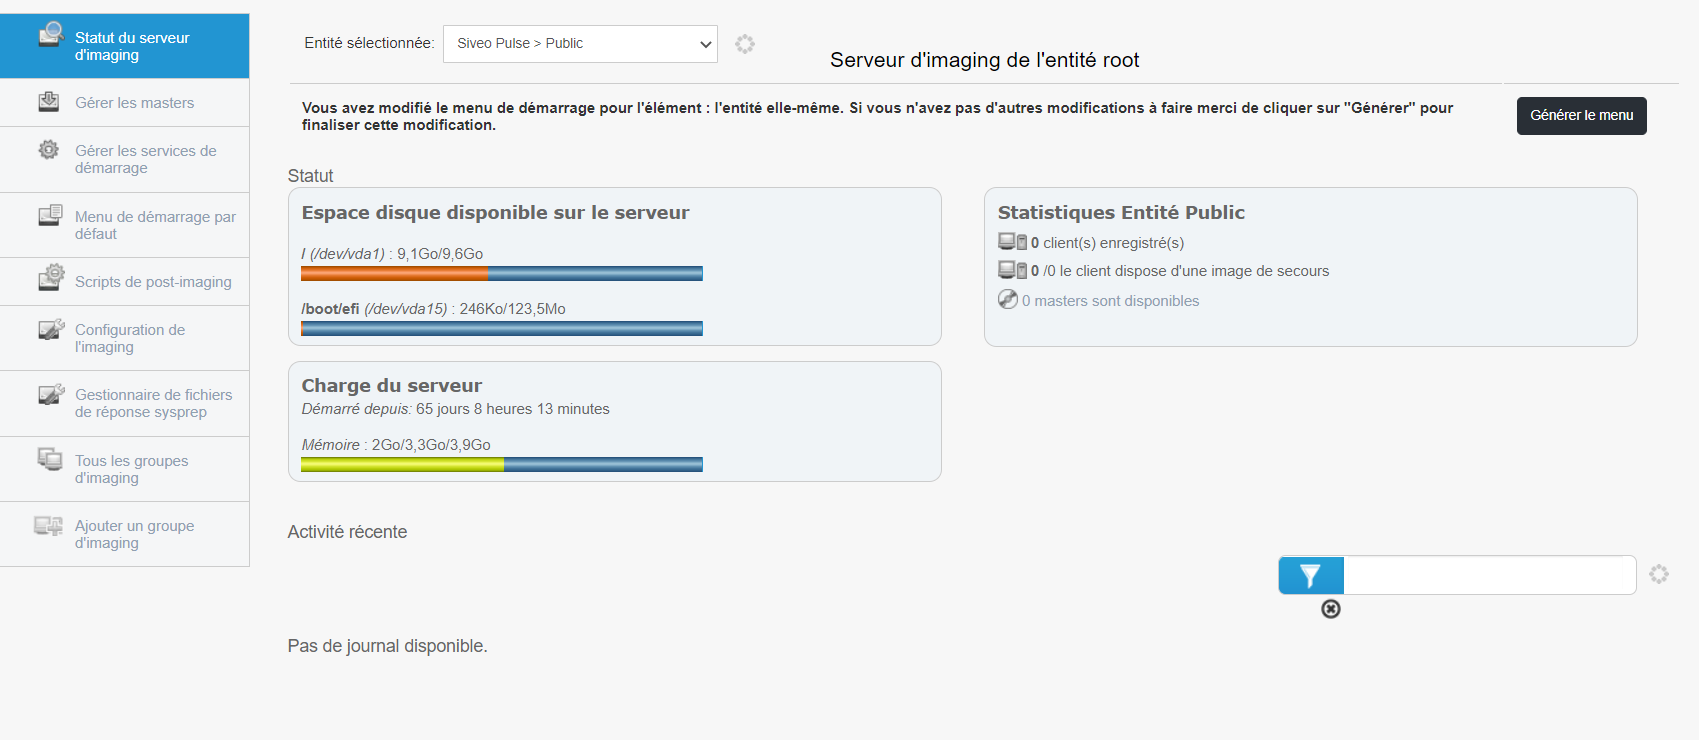 Statut du serveur
d'imaging
Gérer les masters
Gérer les services de
démarrage
Menu de démarrage par
défaut
Scripts de post-imaging
Configuration de
l'imaging
Gestionnaire de fichiers
de réponse sysprep
Tous les groupes
d'imaging
Ajouter un groupe
d'imaging
Entité sélectionnée: Siveo Pulse > Public
Serveur d'imaging de l'entité root
Vous avez modifié le menu de démarrage pour l'élément : l'entité elle-même. Si vous n'avez pas d'autres modifications à faire merci de cliquer sur "Générer" pour
finaliser cette modification.
Générer le menu
Statut
Espace disque disponible sur le serveur
/ (/dev/vda1) : 9,1Go/9,6Go
/boot/efi (/dev/vda15) : 246Ko/123,5Mo
Statistiques Entité Public
0 client(s) enregistré(s)
0 /0 le client dispose d'une image de secours
0 masters sont disponibles
Charge du serveur
Démarré depuis: 65 jours 8 heures 13 minutes
Mémoire : 2Go/3,3Go/3,9Go
Activité récente
Pas de journal disponible.